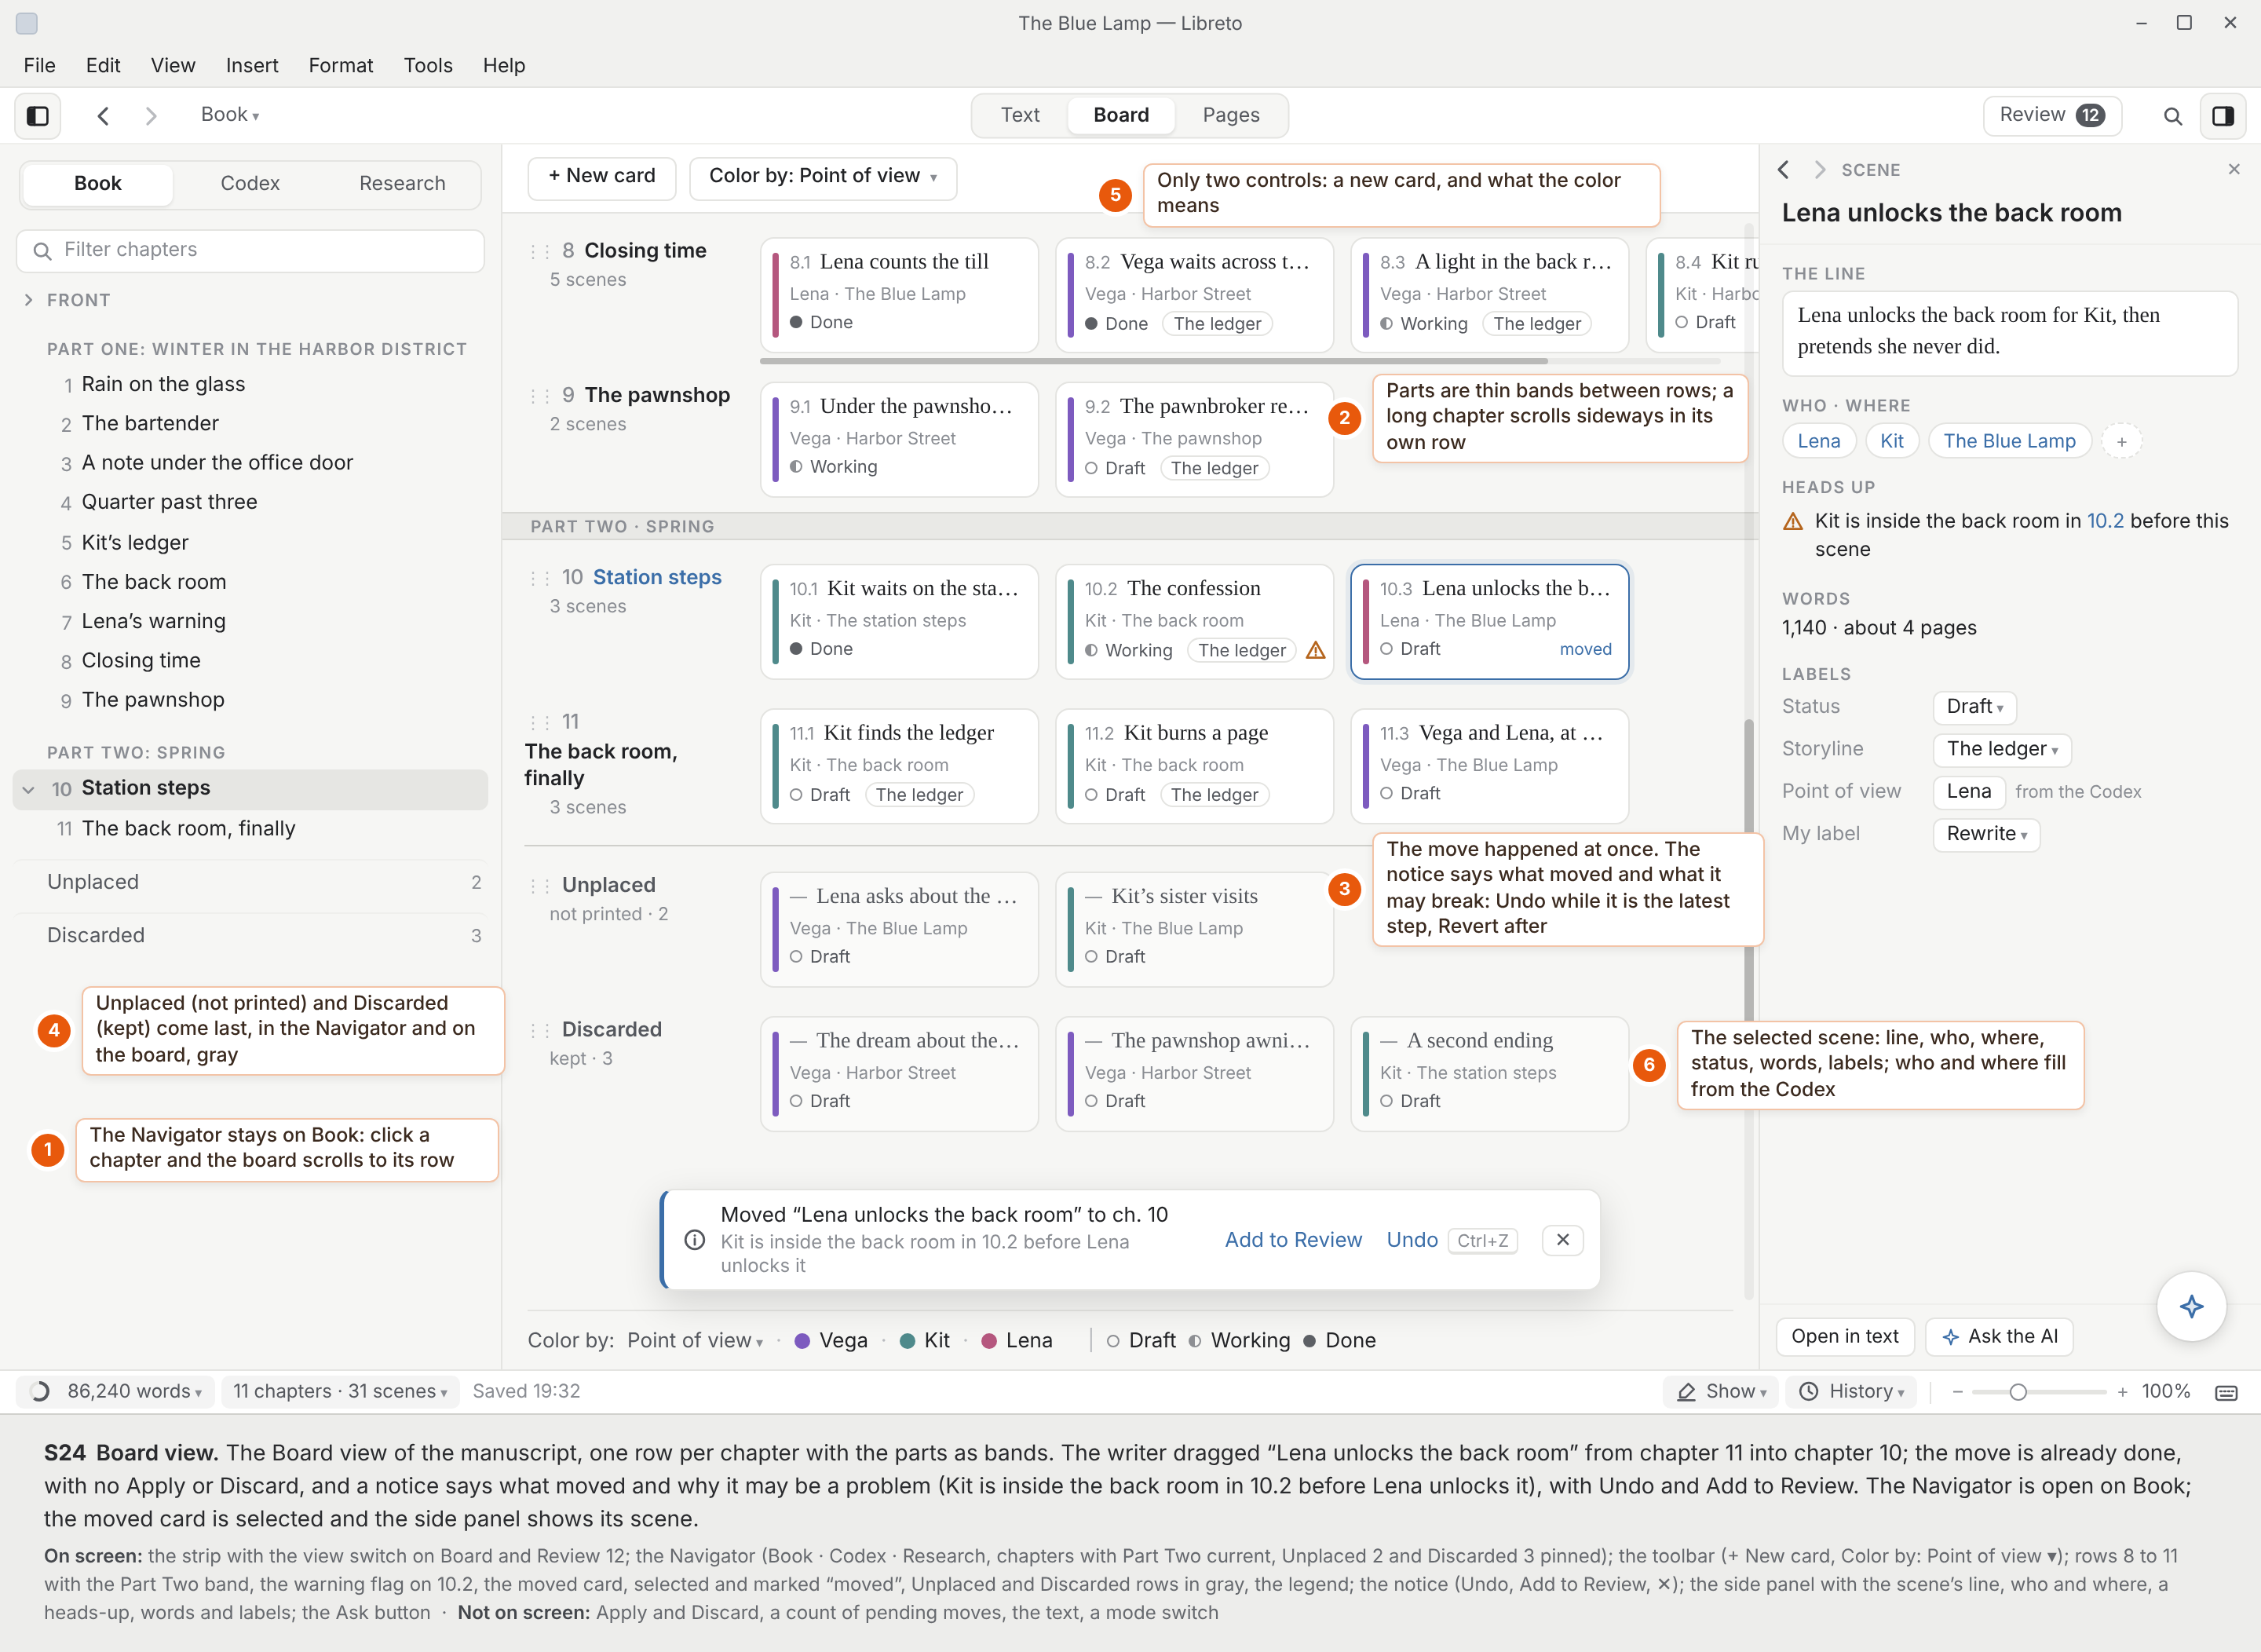 The Blue Lamp — Libreto
File Edit View Insert Format Tools Help
Book ▾
Text Board Pages
Review 12
Book Codex Research
Filter chapters
FRONT
PART ONE: WINTER IN THE HARBOR DISTRICT
1 Rain on the glass
2 The bartender
3 A note under the office door
4 Quarter past three
5 Kit’s ledger
6 The back room
7 Lena’s warning
8 Closing time
9 The pawnshop
PART TWO: SPRING
10 Station steps
11 The back room, finally
Unplaced 2
Discarded 3
4
Unplaced (not printed) and Discarded
(kept) come last, in the Navigator and on
the board, gray
1
The Navigator stays on Book: click a
chapter and the board scrolls to its row
+ New card
Color by: Point of view ▾
5
Only two controls: a new card, and what the color
means
8 Closing time
5 scenes
8.1 Lena counts the till
Lena · The Blue Lamp
Done
8.2 Vega waits across t…
Vega · Harbor Street
Done The ledger
8.3 A light in the back r…
Vega · Harbor Street
Working The ledger
8.4 Kit ru
Kit · Harbo
Draft
9 The pawnshop
2 scenes
9.1 Under the pawnsho…
Vega · Harbor Street
Working
9.2 The pawnbroker re…
Vega · The pawnshop
Draft The ledger
2
Parts are thin bands between rows; a
long chapter scrolls sideways in its
own row
PART TWO · SPRING
10 Station steps
3 scenes
10.1 Kit waits on the sta…
Kit · The station steps
Done
10.2 The confession
Kit · The back room
Working The ledger
10.3 Lena unlocks the b…
Lena · The Blue Lamp
Draft moved
11
The back room,
finally
3 scenes
11.1 Kit finds the ledger
Kit · The back room
Draft The ledger
11.2 Kit burns a page
Kit · The back room
Draft The ledger
11.3 Vega and Lena, at …
Vega · The Blue Lamp
Draft
3
The move happened at once. The
notice says what moved and what it
may break: Undo while it is the latest
step, Revert after
Unplaced
not printed · 2
— Lena asks about the …
Vega · The Blue Lamp
Draft
— Kit’s sister visits
Kit · The Blue Lamp
Draft
Discarded
kept · 3
— The dream about the…
Vega · Harbor Street
Draft
— The pawnshop awni…
Vega · Harbor Street
Draft
— A second ending
Kit · The station steps
Draft
6
The selected scene: line, who, where,
status, words, labels; who and where fill
from the Codex
Moved “Lena unlocks the back room” to ch. 10
Kit is inside the back room in 10.2 before Lena
unlocks it
Add to Review Undo Ctrl+Z ✕
Color by: Point of view ▾ · Vega · Kit · Lena Draft Working Done
SCENE
Lena unlocks the back room
THE LINE
Lena unlocks the back room for Kit, then
pretends she never did.
WHO · WHERE
Lena Kit The Blue Lamp +
HEADS UP
Kit is inside the back room in 10.2 before this
scene
WORDS
1,140 · about 4 pages
LABELS
Status Draft ▾
Storyline The ledger ▾
Point of view Lena from the Codex
My label Rewrite ▾
Open in text Ask the AI
86,240 words ▾ 11 chapters · 31 scenes ▾ Saved 19:32
Show ▾ History ▾ − + 100%
S24 Board view. The Board view of the manuscript, one row per chapter with the parts as bands. The writer dragged “Lena unlocks the back room” from chapter 11 into chapter 10; the move is already done,
with no Apply or Discard, and a notice says what moved and why it may be a problem (Kit is inside the back room in 10.2 before Lena unlocks it), with Undo and Add to Review. The Navigator is open on Book;
the moved card is selected and the side panel shows its scene.
On screen: the strip with the view switch on Board and Review 12; the Navigator (Book · Codex · Research, chapters with Part Two current, Unplaced 2 and Discarded 3 pinned); the toolbar (+ New card, Color by: Point of view ▾); rows 8 to 11
with the Part Two band, the warning flag on 10.2, the moved card, selected and marked “moved”, Unplaced and Discarded rows in gray, the legend; the notice (Undo, Add to Review, ✕); the side panel with the scene’s line, who and where, a
heads-up, words and labels; the Ask button · Not on screen: Apply and Discard, a count of pending moves, the text, a mode switch